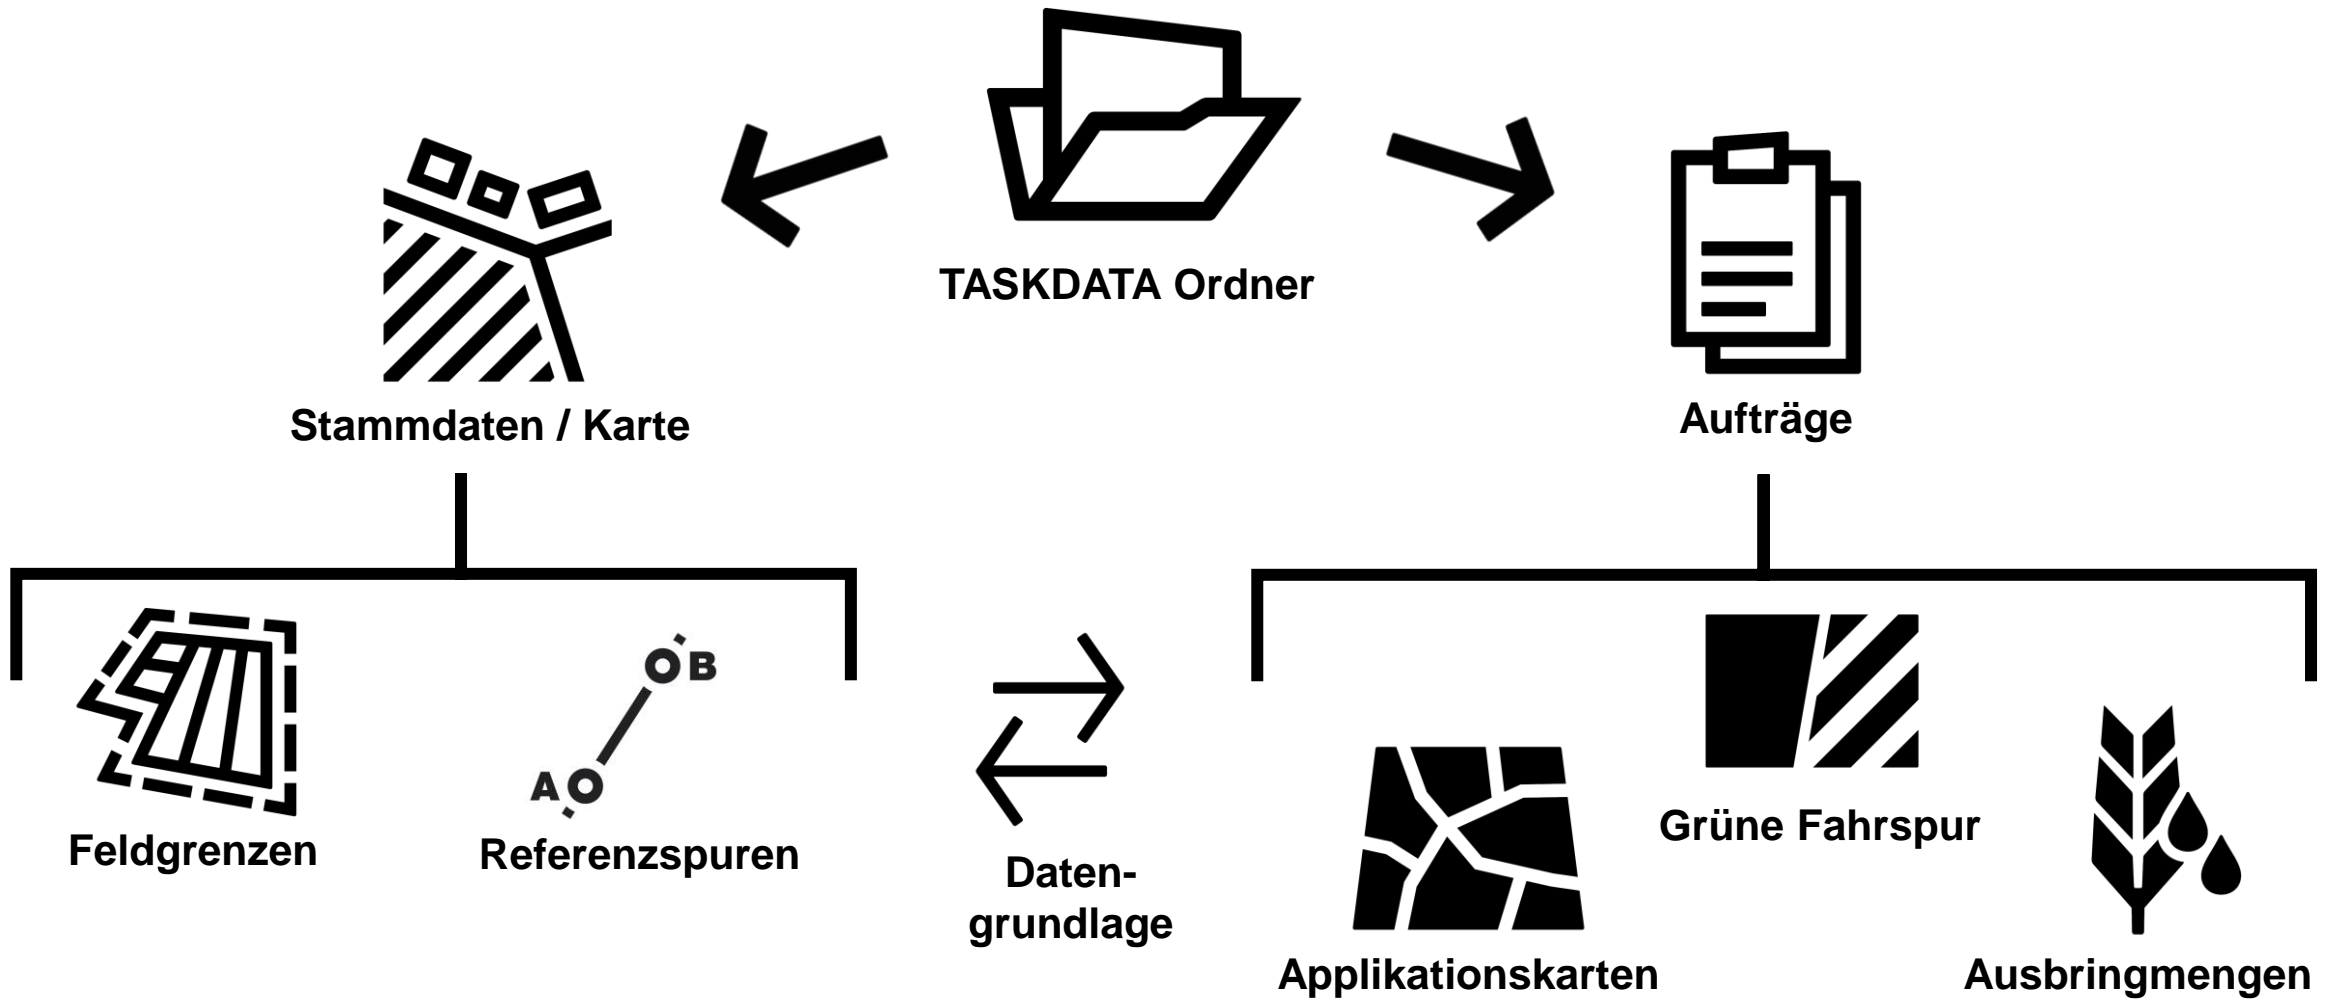 TASKDATA Ordner
Stammdaten / Karte
Aufträge
B
A
Feldgrenzen
Referenzspuren
Daten-
grundlage
Grüne Fahrspur
Applikationskarten
Ausbringmengen